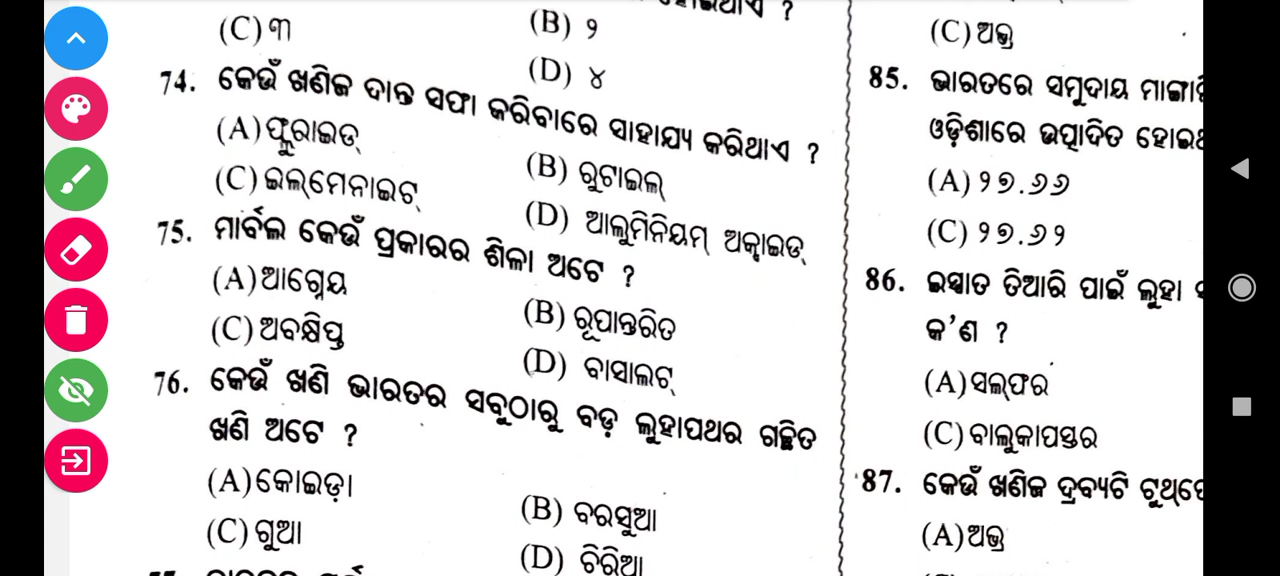 (C) ୩
(B) ୨
(D) ୪
74. କେଉଁ ଖଣିଜ ଦାନ୍ତ ସଫା କରିବାରେ ସାହାଯ୍ୟ କରିଥାଏ ?
(A) ଫ୍ଲୁରାଇଡ୍
(B) ରୁଟାଇଲ୍
(C) ଇଲ୍‌ମେନାଇଟ୍
(D) ଆଲୁମିନିୟମ୍ ଅକ୍ସାଇଡ୍
75. ମାର୍ବଲ କେଉଁ ପ୍ରକାରର ଶିଳା ଅଟେ ?
(A) ଆଗ୍ନେୟ
(B) ରୂପାନ୍ତରିତ
(C) ଅବକ୍ଷିପ୍ତ
(D) ବାସାଲଟ୍
76. କେଉଁ ଖଣି ଭାରତର ସବୁଠାରୁ ବଡ଼ ଲୁହାପଥର ଗଚ୍ଛିତ
ଖଣି ଅଟେ ?
(A) କୋଇଡ଼ା
(B) ବରସୁଆଁ
(C) ଗୁଆ
(D) ଚିରିଆ
(C) ଅଭ୍ର
85. ଭାରତରେ ସମୁଦାୟ
ଓଡ଼ିଶାରେ ଉତ୍ପାଦିତ
(A) ୨୭.୬୬
(C) ୨୭.୬୨
86. ଇସ୍ପାତ ତିଆରି ପାଇଁ ଲୁହା
କ'ଣ ?
(A) ସଲ୍‌ଫର
(C) ବାଲୁକାପସ୍ତର
87. କେଉଁ ଖଣିଜ ଦ୍ରବ୍ୟଟି
(A) ଅଭ୍ର